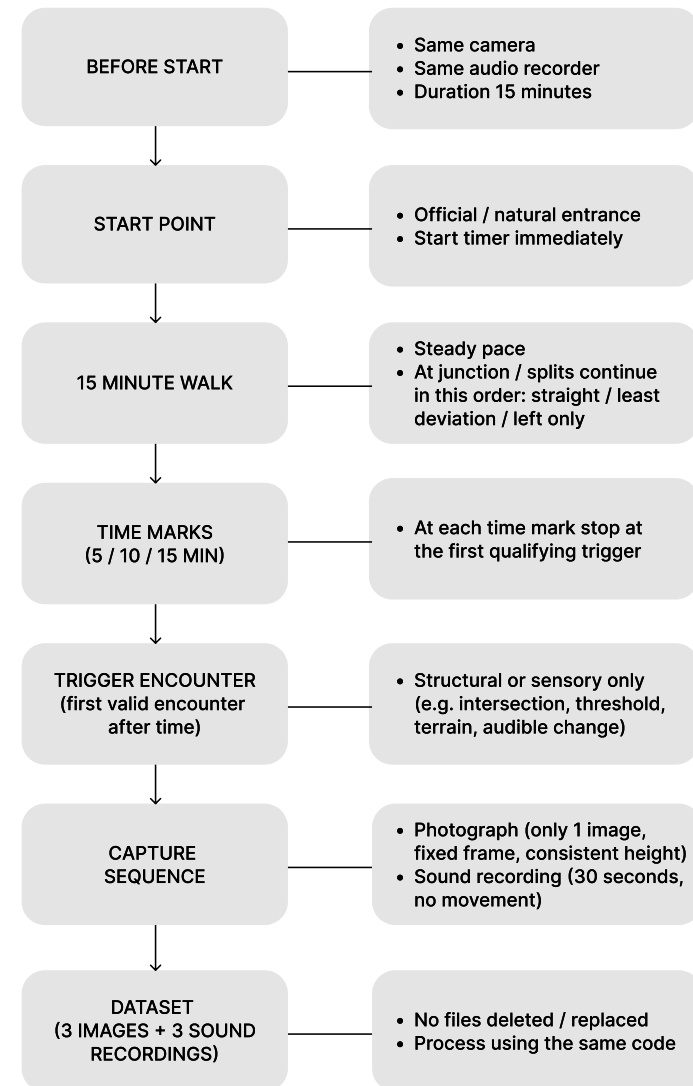 BEFORE START
• Same camera
• Same audio recorder
• Duration 15 minutes
START POINT
• Official / natural entrance
• Start timer immediately
15 MINUTE WALK
• Steady pace
• At junction / splits continue
in this order: straight / least
deviation / left only
TIME MARKS
(5 / 10 / 15 MIN)
• At each time mark stop at
the first qualifying trigger
TRIGGER ENCOUNTER
(first valid encounter
after time)
• Structural or sensory only
(e.g. intersection, threshold,
terrain, audible change)
CAPTURE
SEQUENCE
• Photograph (only 1 image,
fixed frame, consistent height)
• Sound recording (30 seconds,
no movement)
DATASET
(3 IMAGES + 3 SOUND
RECORDINGS)
• No files deleted / replaced
• Process using the same code